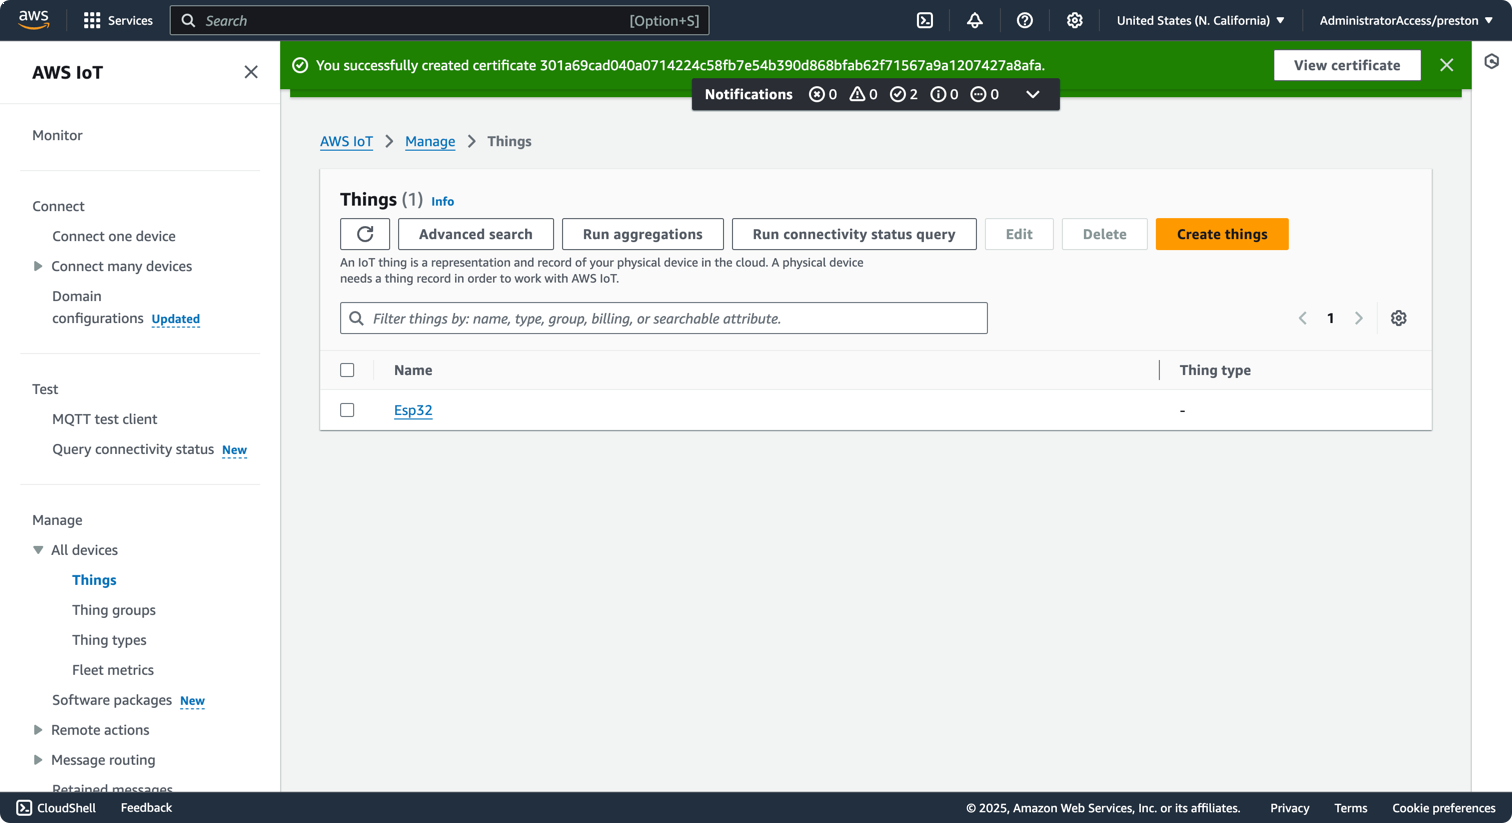 aws
Services
Search
[Option+S]
United States (N. California)
AdministratorAccess/preston
AWS IoT
Monitor
Connect
Connect one device
Connect many devices
Domain
configurations Updated
Test
MQTT test client
Query connectivity status New
Manage
All devices
Things
Thing groups
Thing types
Fleet metrics
Software packages New
Remote actions
Message routing
Retained messages
You successfully created certificate 301a69cad040a0714224c58fb7e54b390d868bfab62f71567a9a1207427a8afa.
View certificate
Notifications 0 0 2 0 0
AWS IoT > Manage > Things
Things (1) Info
Advanced search
Run aggregations
Run connectivity status query
Edit
Delete
Create things
An IoT thing is a representation and record of your physical device in the cloud. A physical device
needs a thing record in order to work with AWS IoT.
Filter things by: name, type, group, billing, or searchable attribute.
1
Name
Thing type
Esp32
-
CloudShell
Feedback
© 2025, Amazon Web Services, Inc. or its affiliates.
Privacy
Terms
Cookie preferences